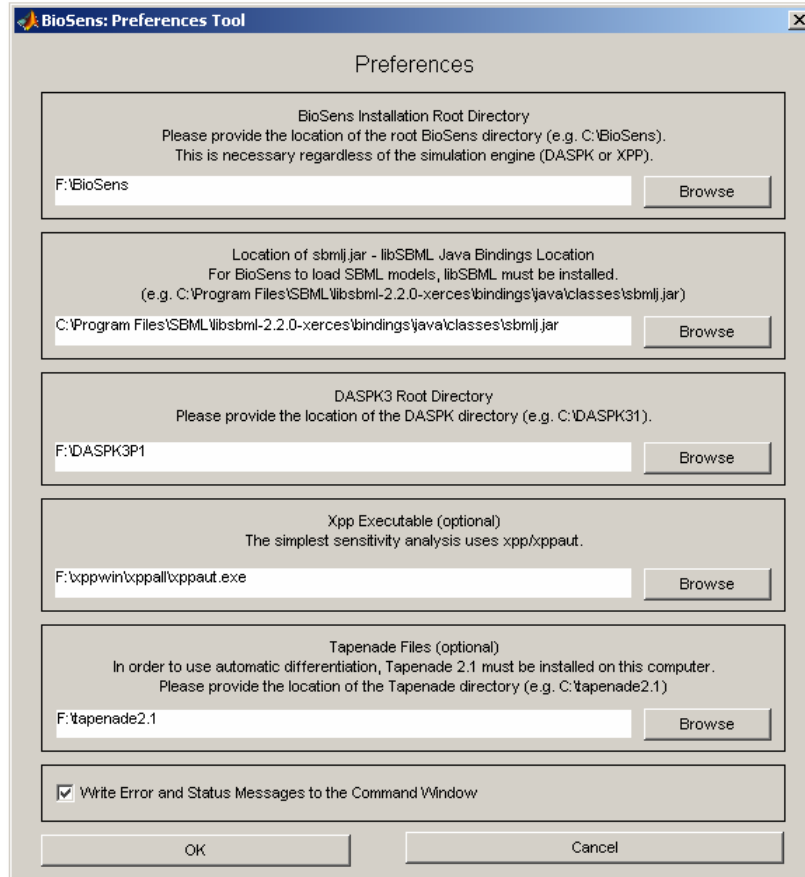 BioSens: Preferences Tool
Preferences
BioSens Installation Root Directory
Please provide the location of the root BioSens directory (e.g. C:\BioSens).
This is necessary regardless of the simulation engine (DASPK or XPP).
F:\BioSens
Browse
Location of sbmlj.jar - libSBML Java Bindings Location
For BioSens to load SBML models, libSBML must be installed.
(e.g. C:\Program Files\SBML\libsbml-2.2.0-xerces\bindings\java\classes\sbmlj.jar)
C:\Program Files\SBML\libsbml-2.2.0-xerces\bindings\java\classes\sbmlj.jar
Browse
DASPK3 Root Directory
Please provide the location of the DASPK directory (e.g. C:\DASPK31).
F:\DASPK3P1
Browse
Xpp Executable (optional)
The simplest sensitivity analysis uses xpp/xppaut.
F:\xppwin\xppall\xppaut.exe
Browse
Tapenade Files (optional)
In order to use automatic differentiation, Tapenade 2.1 must be installed on this computer.
Please provide the location of the Tapenade directory (e.g. C:\tapenade2.1)
F:\tapenade2.1
Browse
Write Error and Status Messages to the Command Window
OK
Cancel